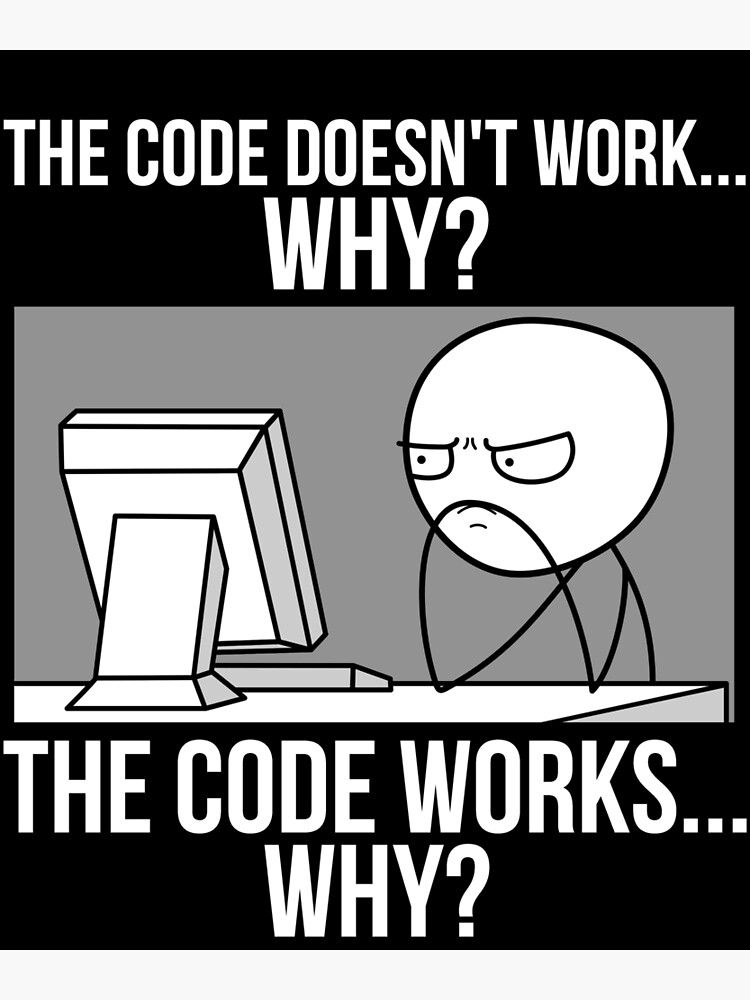 THE CODE DOESN'T WORK...
WHY?
THE CODE WORKS...
WHY?